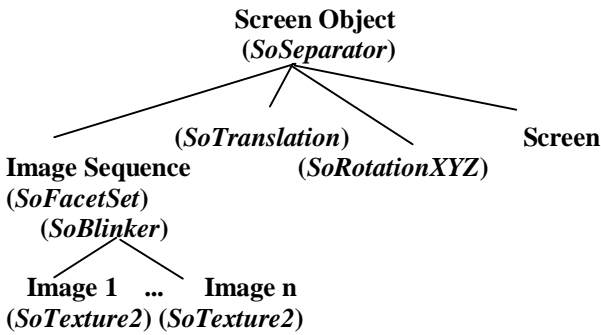 Screen Object
(SoSeparator)
(SoTranslation) Screen
Image Sequence (SoRotationXYZ)
(SoFacetSet)
(SoBlinker)
Image 1 ... Image n
(SoTexture2) (SoTexture2)